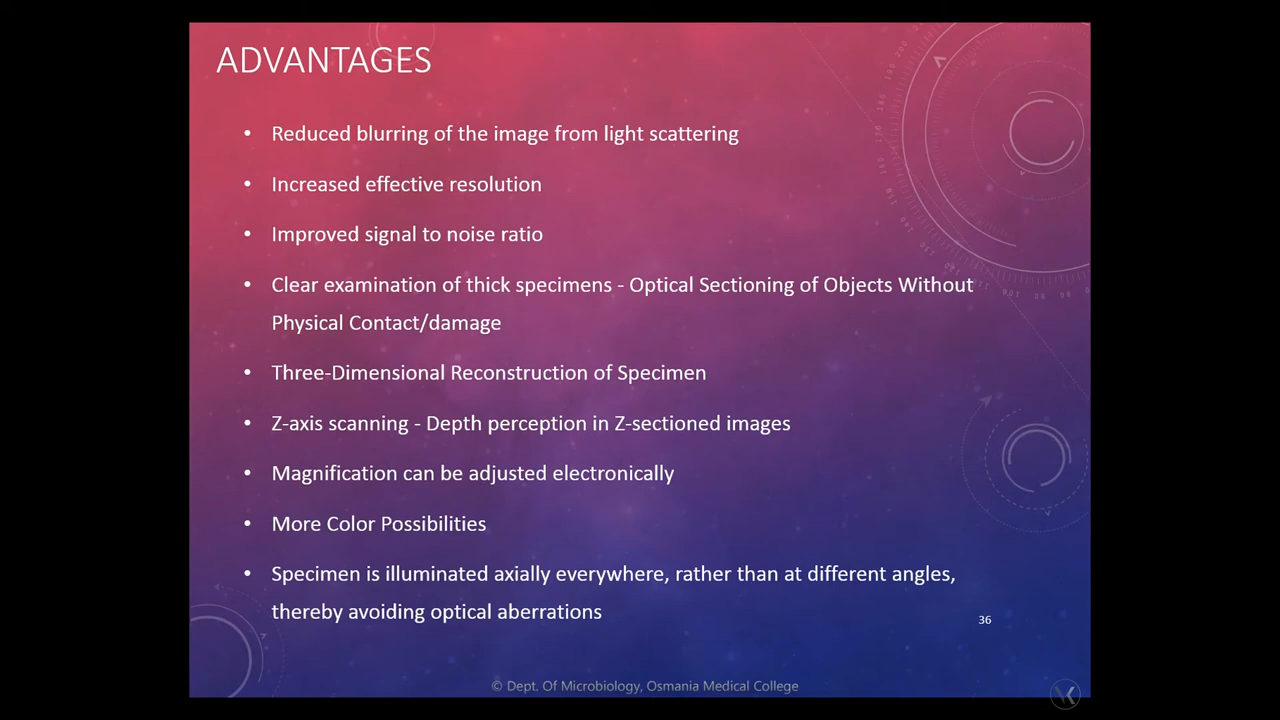 ADVANTAGES
• Reduced blurring of the image from light scattering
• Increased effective resolution
• Improved signal to noise ratio
• Clear examination of thick specimens - Optical Sectioning of Objects Without
Physical Contact/damage
• Three-Dimensional Reconstruction of Specimen
• Z-axis scanning - Depth perception in Z-sectioned images
• Magnification can be adjusted electronically
• More Color Possibilities
• Specimen is illuminated axially everywhere, rather than at different angles,
thereby avoiding optical aberrations
36
© Dept. Of Microbiology, Osmania Medical College